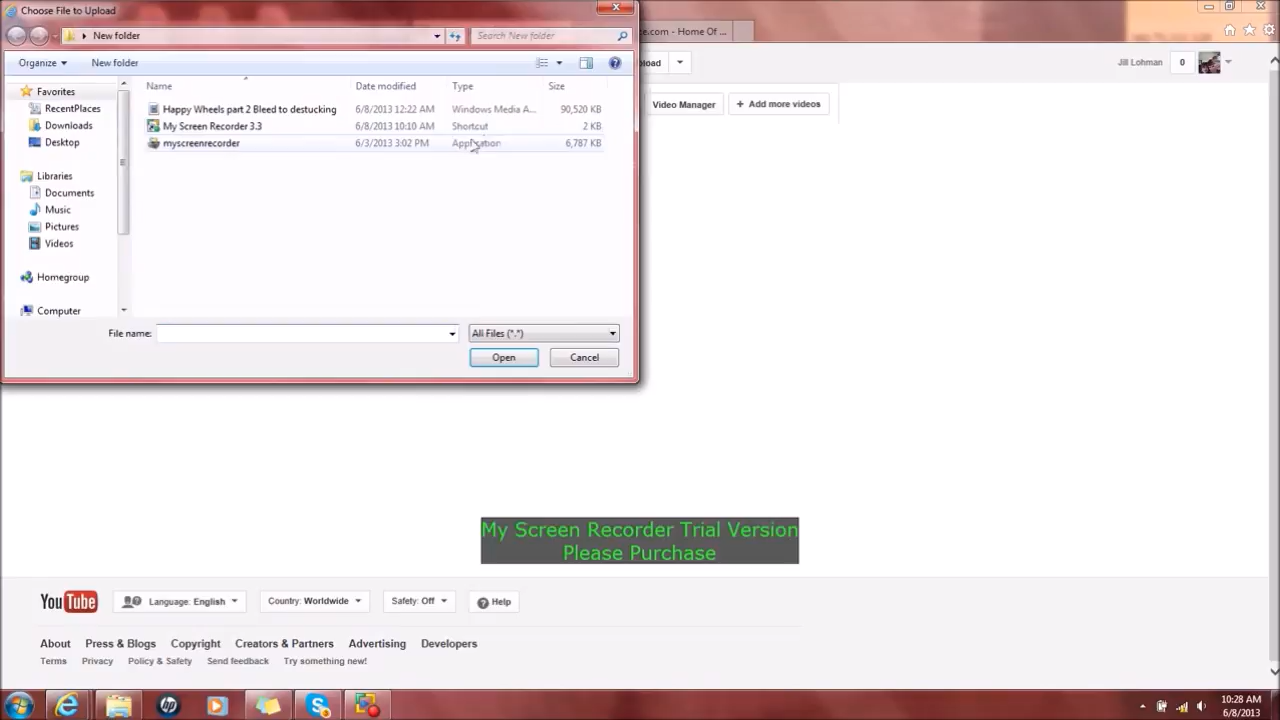 Choose File to Upload
New folder
Search New folder
ce.com - Home Of ...
Organize
New folder
Jill Lohman
0
Favorites
RecentPlaces
Downloads
Desktop
Libraries
Documents
Music
Pictures
Videos
Homegroup
Computer
Name
Date modified
Type
Size
Happy Wheels part 2 Bleed to destucking
6/8/2013 12:22 AM
Windows Media A...
90,520 KB
My Screen Recorder 3.3
6/8/2013 10:10 AM
Shortcut
2 KB
myscreenrecorder
6/3/2013 3:02 PM
Application
6,787 KB
Video Manager
+ Add more videos
File name:
All Files (*.*)
Open
Cancel
My Screen Recorder Trial Version
Please Purchase
YouTube
Language: English
Country: Worldwide
Safety: Off
Help
About
Press & Blogs
Copyright
Creators & Partners
Advertising
Developers
Terms
Privacy
Policy & Safety
Send feedback
Try something new!
hp
10:28 AM
6/8/2013